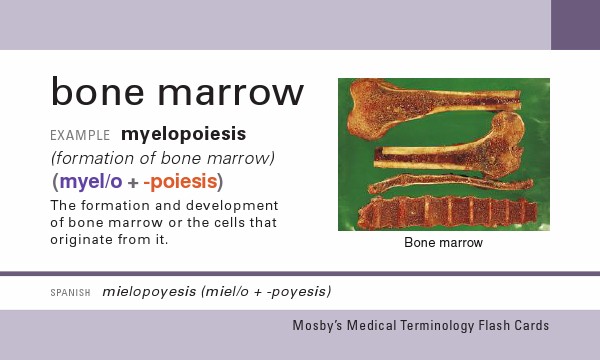 bone marrow
EXAMPLE myelopoiesis
(formation of bone marrow)
(myel/o + -poiesis)
The formation and development
of bone marrow or the cells that
originate from it.
Bone marrow
SPANISH mielopoyesis (miel/o + -poyesis)
Mosby's Medical Terminology Flash Cards